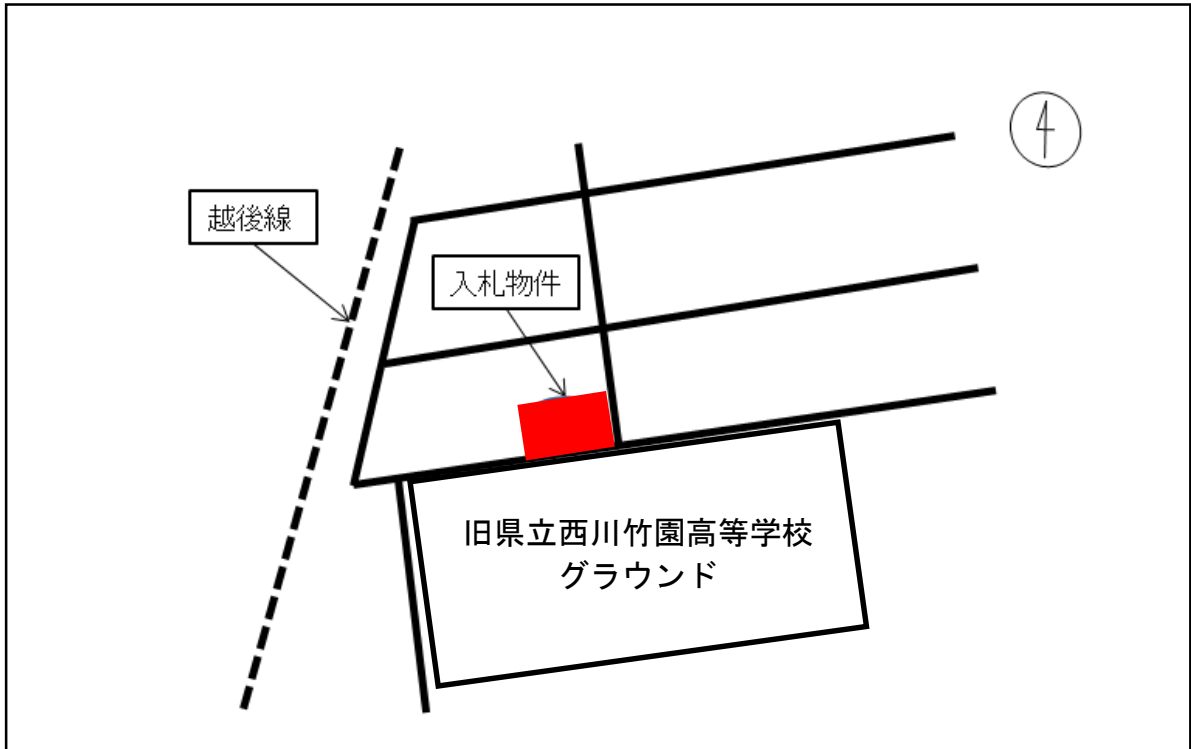 越後線
入札物件
旧県立西川竹園高等学校
グラウンド